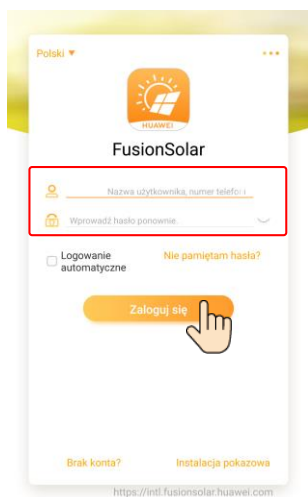 Polski
HUAWEI
FusionSolar
Nazwa użytkownika, numer telefon
Wprowadź hasło ponownie.
Logowanie
automatyczne
Nie pamiętam hasła?
Zaloguj się
Brak konta?
Instalacja pokazowa
https://intl.fusionsolar.huawei.com